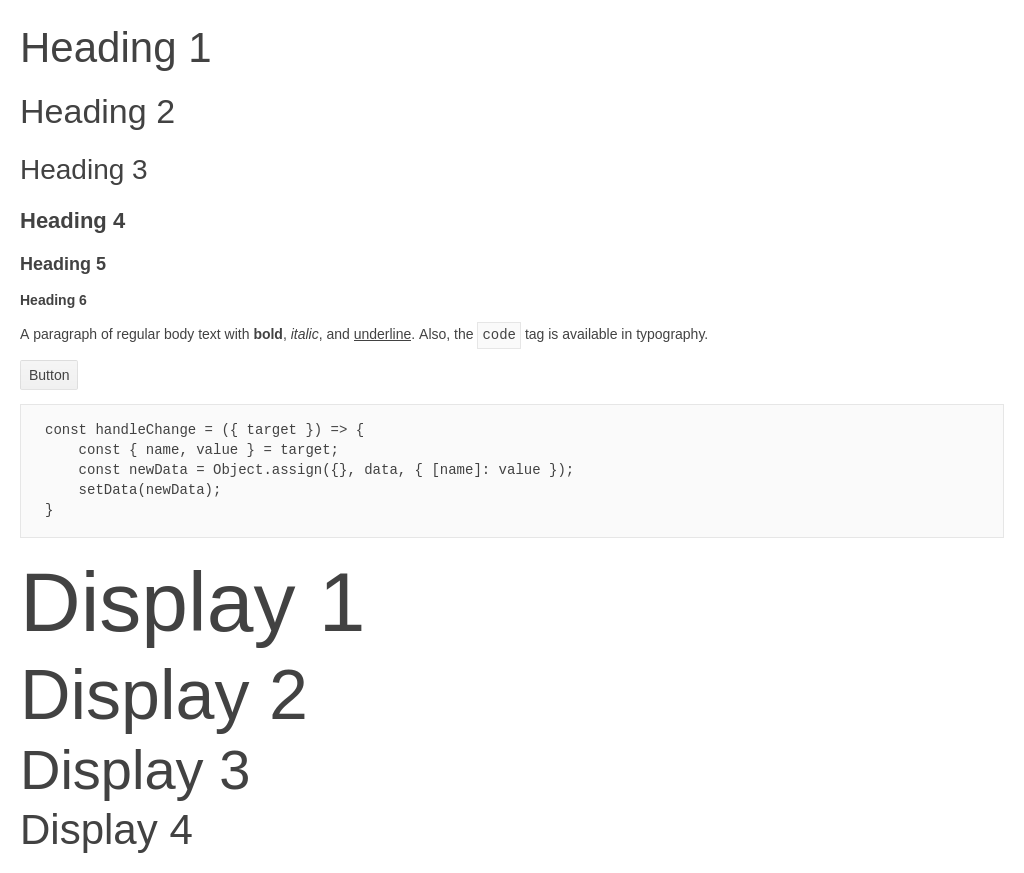 Heading 1
Heading 2
Heading 3
Heading 4
Heading 5
Heading 6
A paragraph of regular body text with bold, italic, and underline. Also, the code tag is available in typography.
Button
const handleChange = ({ target }) => {
    const { name, value } = target;
    const newData = Object.assign({}, data, { [name]: value });
    setData(newData);
}
Display 1
Display 2
Display 3
Display 4